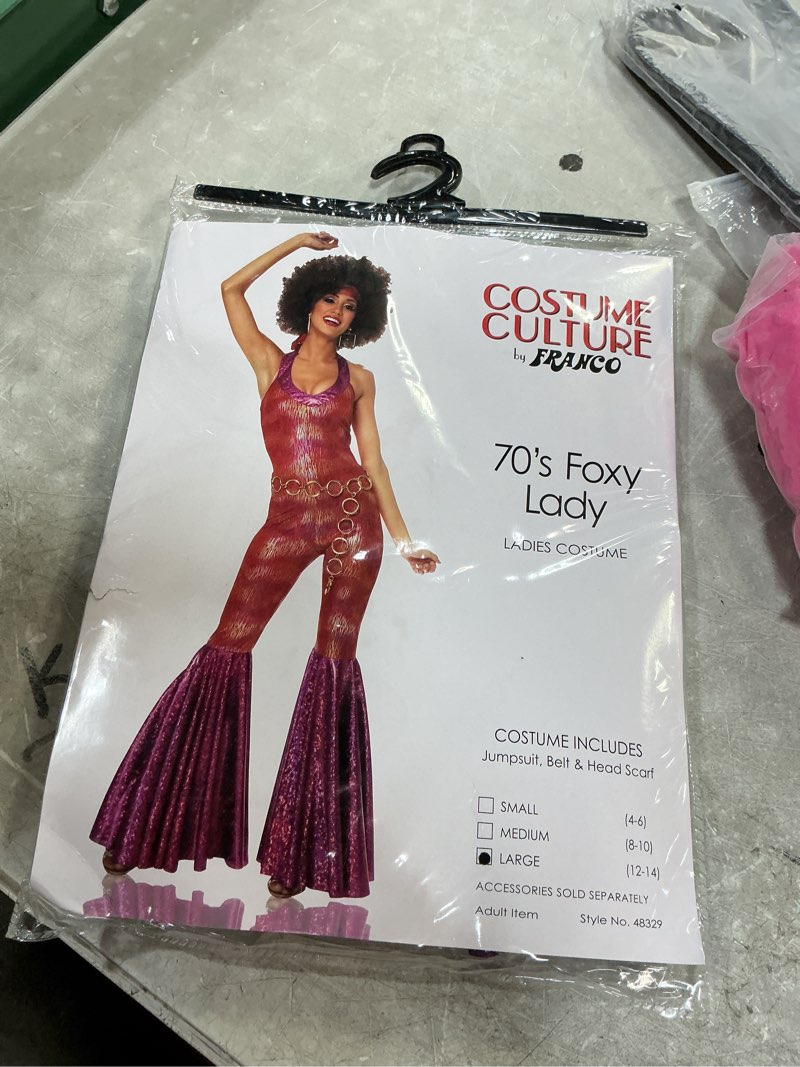 COSTUME
CULTURE
by FRANCO
70's Foxy
Lady
LADIES COSTUME
COSTUME INCLUDES
Jumpsuit, Belt & Head Scarf
SMALL (4-6)
MEDIUM (8-10)
LARGE (12-14)
ACCESSORIES SOLD SEPARATELY
Adult Item Style No. 48329